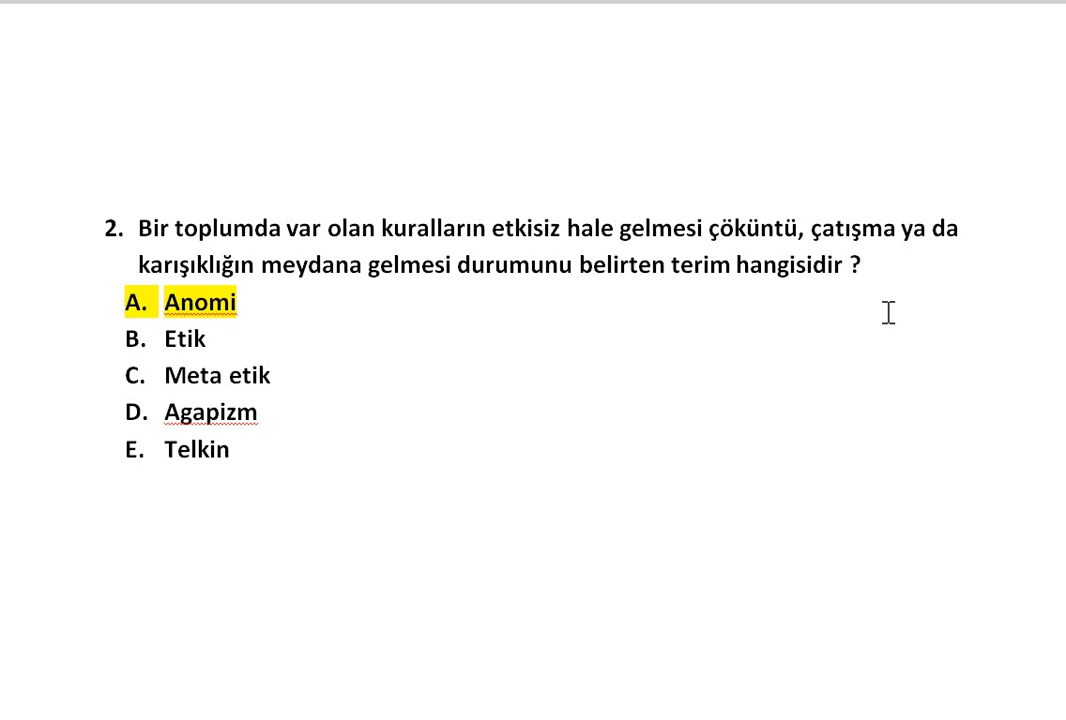 2. Bir toplumda var olan kuralların etkisiz hale gelmesi çöküntü, çatışma ya da
karışıklığın meydana gelmesi durumunu belirten terim hangisidir ?
A. Anomi
B. Etik
C. Meta etik
D. Agapizm
E. Telkin